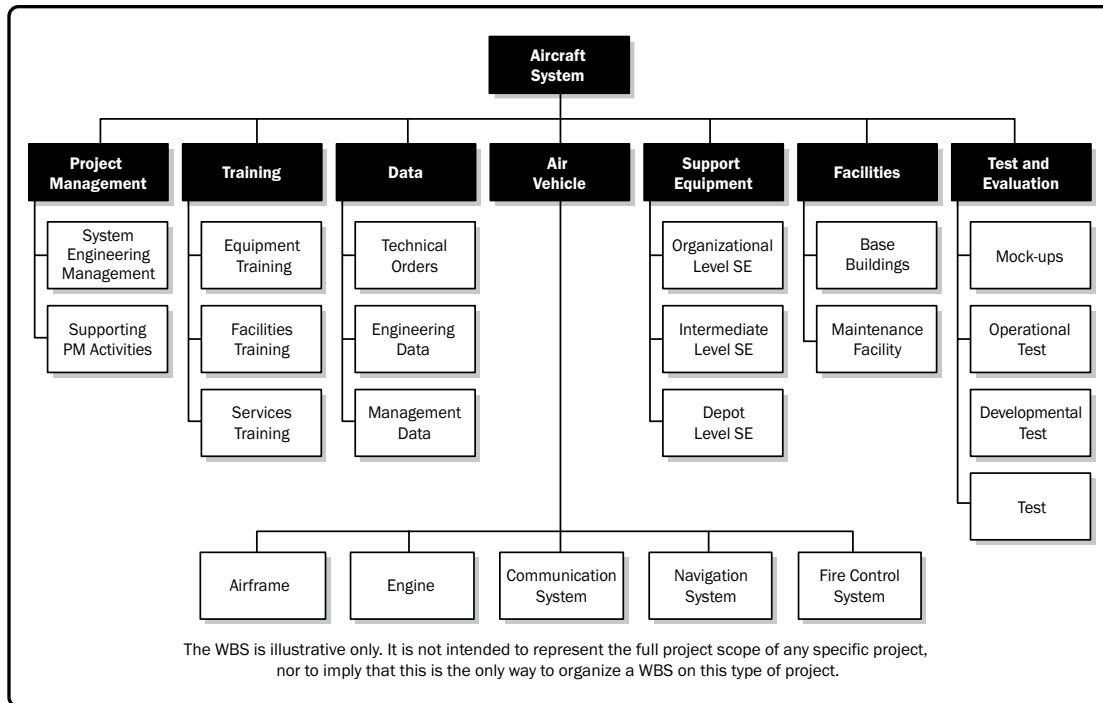 Aircraft
System
Project
Management
Training
Data
Air
Vehicle
Support
Equipment
Facilities
Test and
Evaluation
System
Engineering
Management
Equipment
Training
Technical
Orders
Organizational
Level SE
Base
Buildings
Mock-ups
Supporting
PM Activities
Facilities
Training
Engineering
Data
Intermediate
Level SE
Maintenance
Facility
Operational
Test
Services
Training
Management
Data
Depot
Level SE
Developmental
Test
Test
Airframe
Engine
Communication
System
Navigation
System
Fire Control
System
The WBS is illustrative only. It is not intended to represent the full project scope of any specific project,
nor to imply that this is the only way to organize a WBS on this type of project.